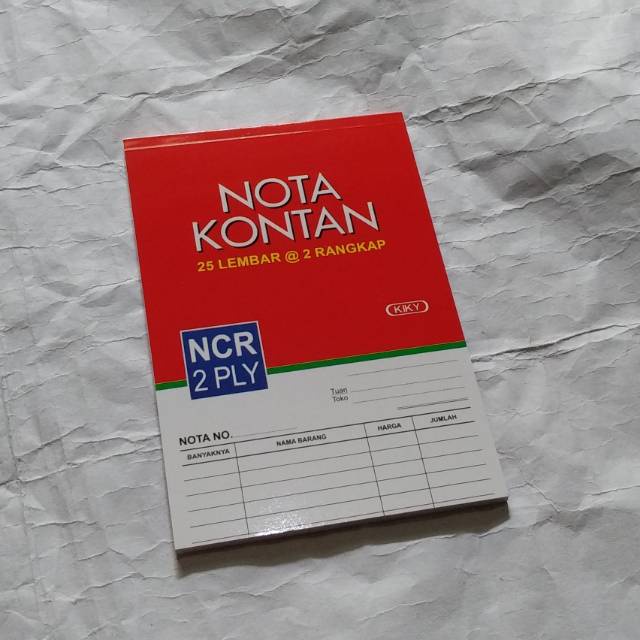 NOTA
KONTAN
25 LEMBAR @ 2 RANGKAP
KIKY
NCR
2 PLY
Tuan
Toko
NOTA NO.
BANYAKNYA NAMA BARANG HARGA JUMLAH